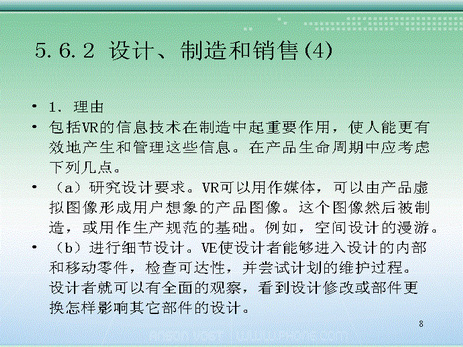 5.6.2 设计、制造和销售(4)
• 1．理由
• 包括VR的信息技术在制造中起重要作用，使人能更有
效地产生和管理这些信息。在产品生命周期中应考虑
下列几点。
• （a）研究设计要求。VR可以用作媒体，可以由产品虚
拟图像形成用户想象的产品图像。这个图像然后被制
造，或用作生产规范的基础。例如，空间设计的漫游。
• （b）进行细节设计。VE使设计者能够进入设计的内部
和移动零件，检查可达性，并尝试计划的维护过程。
设计者就可以有全面的观察，看到设计修改或部件更
换怎样影响其它部件的设计。
8